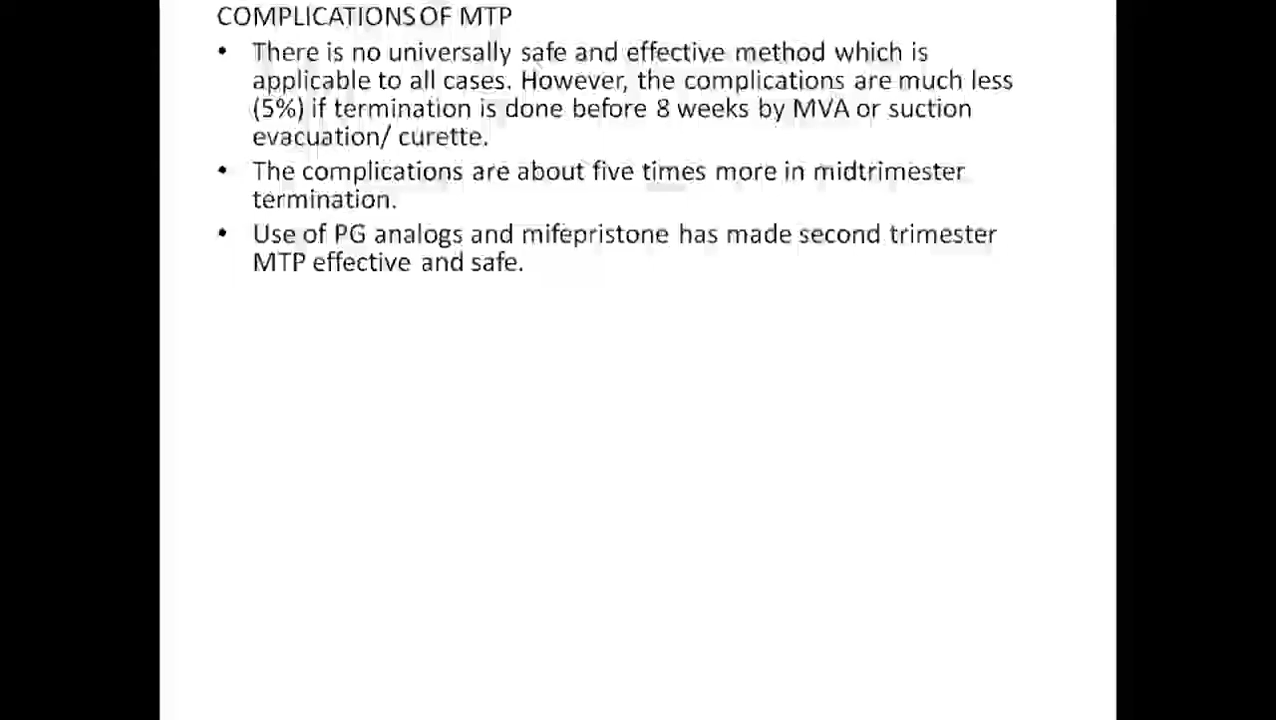 COMPLICATIONS OF MTP
• There is no universally safe and effective method which is
applicable to all cases. However, the complications are much less
(5%) if termination is done before 8 weeks by MVA or suction
evacuation/ curette.
• The complications are about five times more in midtrimester
termination.
• Use of PG analogs and mifepristone has made second trimester
MTP effective and safe.